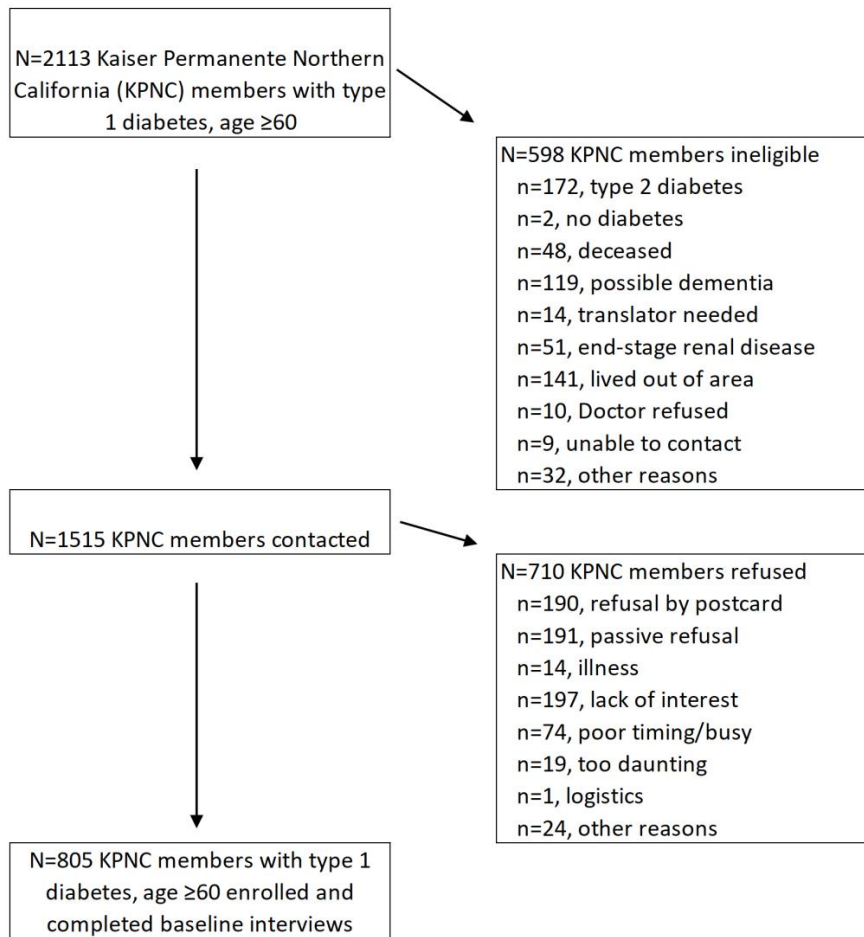 N=2113 Kaiser Permanente Northern
California (KPNC) members with type
1 diabetes, age ≥60
N=598 KPNC members ineligible
n=172, type 2 diabetes
n=2, no diabetes
n=48, deceased
n=119, possible dementia
n=14, translator needed
n=51, end-stage renal disease
n=141, lived out of area
n=10, Doctor refused
n=9, unable to contact
n=32, other reasons
N=1515 KPNC members contacted
N=710 KPNC members refused
n=190, refusal by postcard
n=191, passive refusal
n=14, illness
n=197, lack of interest
n=74, poor timing/busy
n=19, too daunting
n=1, logistics
n=24, other reasons
N=805 KPNC members with type 1
diabetes, age ≥60 enrolled and
completed baseline interviews